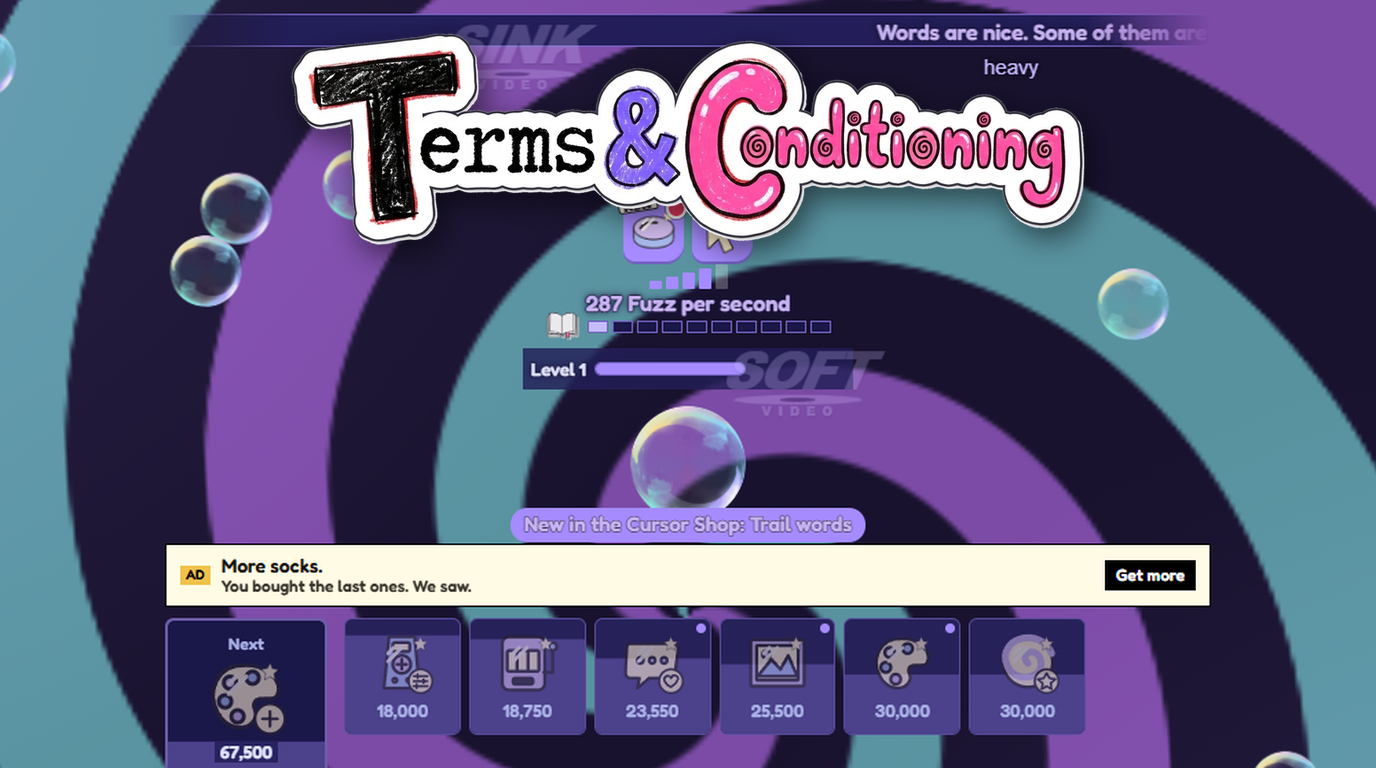 Words are nice. Some of them are
SINK
VIDEO
heavy
Terms & Conditioning
287 Fuzz per second
Level 1
SOFT
VIDEO
New in the Cursor Shop: Trail words
AD
More socks.
You bought the last ones. We saw.
Get more
Next
67,500
18,000
18,750
23,550
25,500
30,000
30,000